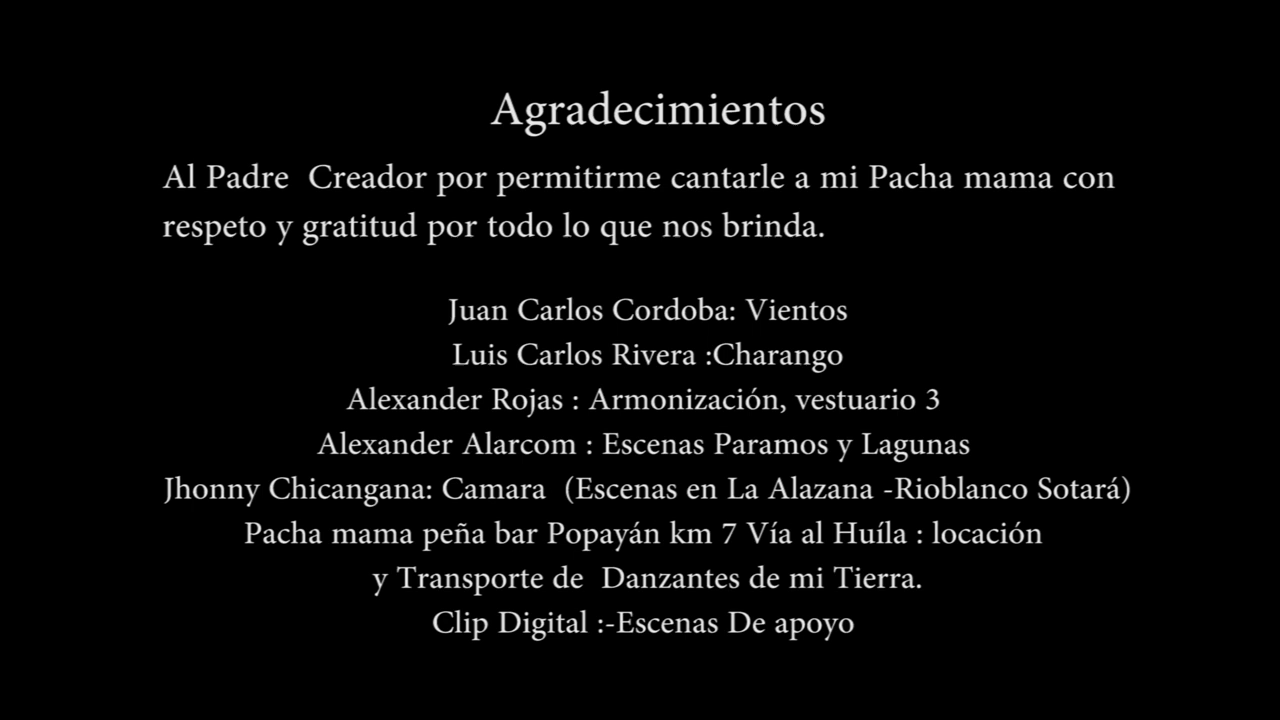 Agradecimientos
Al Padre  Creador por permitirme cantarle a mi Pacha mama con
respeto y gratitud por todo lo que nos brinda.
Juan Carlos Cordoba: Vientos
Luis Carlos Rivera :Charango
Alexander Rojas : Armonización, vestuario 3
Alexander Alarcom : Escenas Paramos y Lagunas
Jhonny Chicangana: Camara  (Escenas en La Alazana -Rioblanco Sotará)
Pacha mama peña bar Popayán km 7 Vía al Huíla : locación
y Transporte de  Danzantes de mi Tierra.
Clip Digital :-Escenas De apoyo